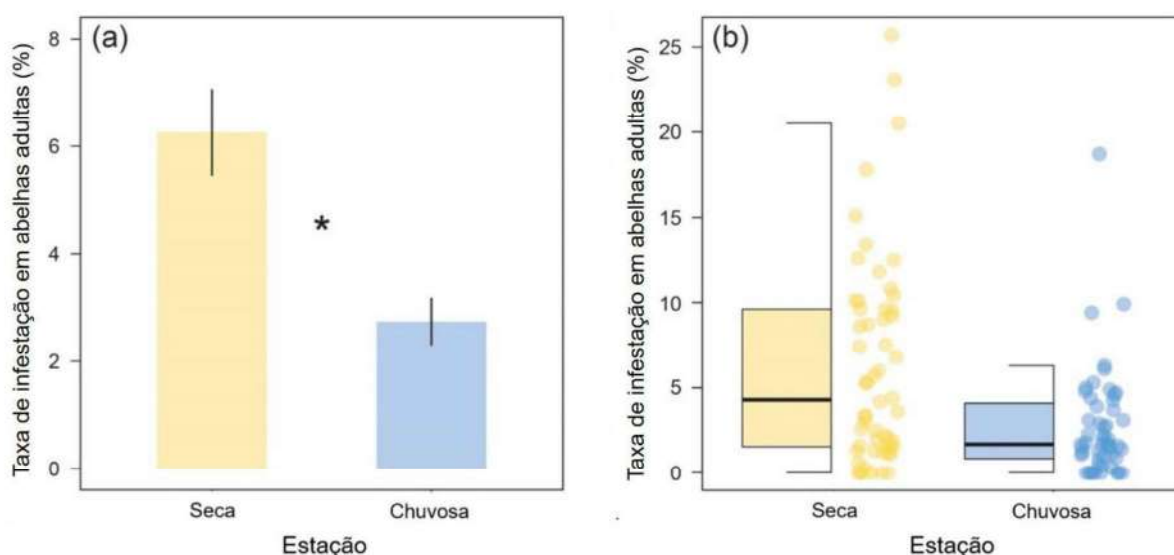 (a)
Taxa de infestação em abelhas adultas (%)
8
6
4
2
0
*
Seca
Chuvosa
Estação
(b)
Taxa de infestação em abelhas adultas (%)
25
20
15
10
5
0
Seca
Chuvosa
Estação